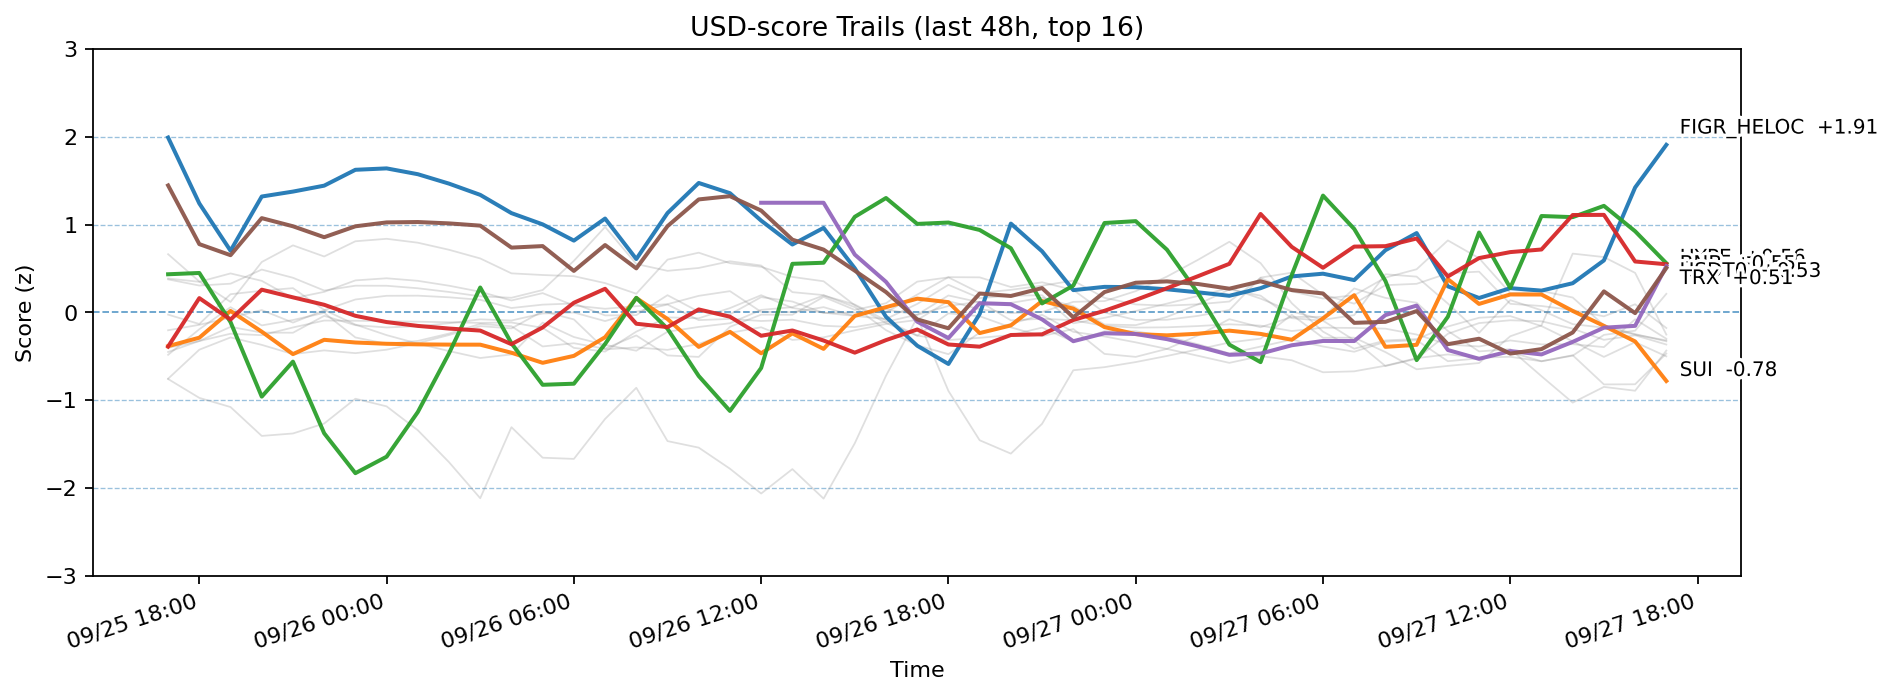 USD-score Trails (last 48h, top 16)
Score (z)
3
2
1
0
−1
−2
−3
FIGR_HELOC +1.91
TRX +0.51
SUI -0.78
09/25 18:00
09/26 00:00
09/26 06:00
09/26 12:00
09/26 18:00
09/27 00:00
09/27 06:00
09/27 12:00
09/27 18:00
Time